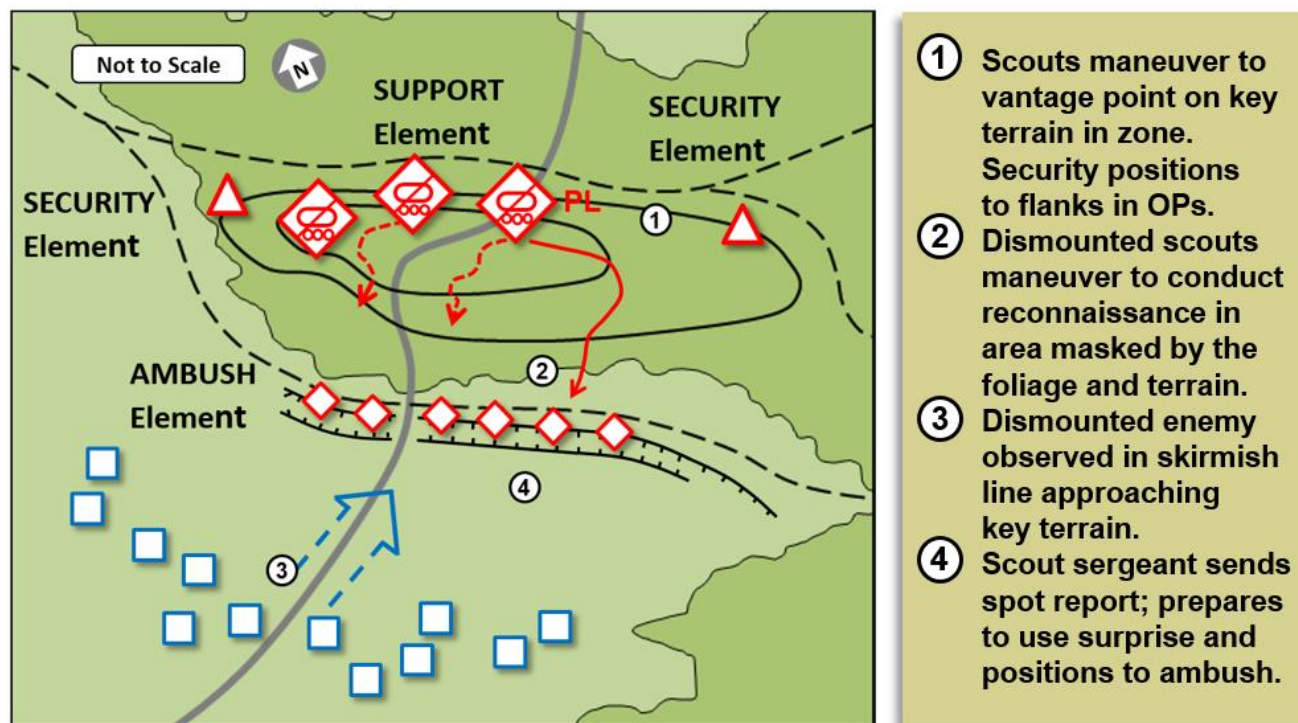 Not to Scale
N
SUPPORT
Element
SECURITY
Element
SECURITY
Element
PL
1
2
AMBUSH
Element
4
3
1 Scouts maneuver to
vantage point on key
terrain in zone.
Security positions
to flanks in OPs.
2 Dismounted scouts
maneuver to conduct
reconnaissance in
area masked by the
foliage and terrain.
3 Dismounted enemy
observed in skirmish
line approaching
key terrain.
4 Scout sergeant sends
spot report; prepares
to use surprise and
positions to ambush.